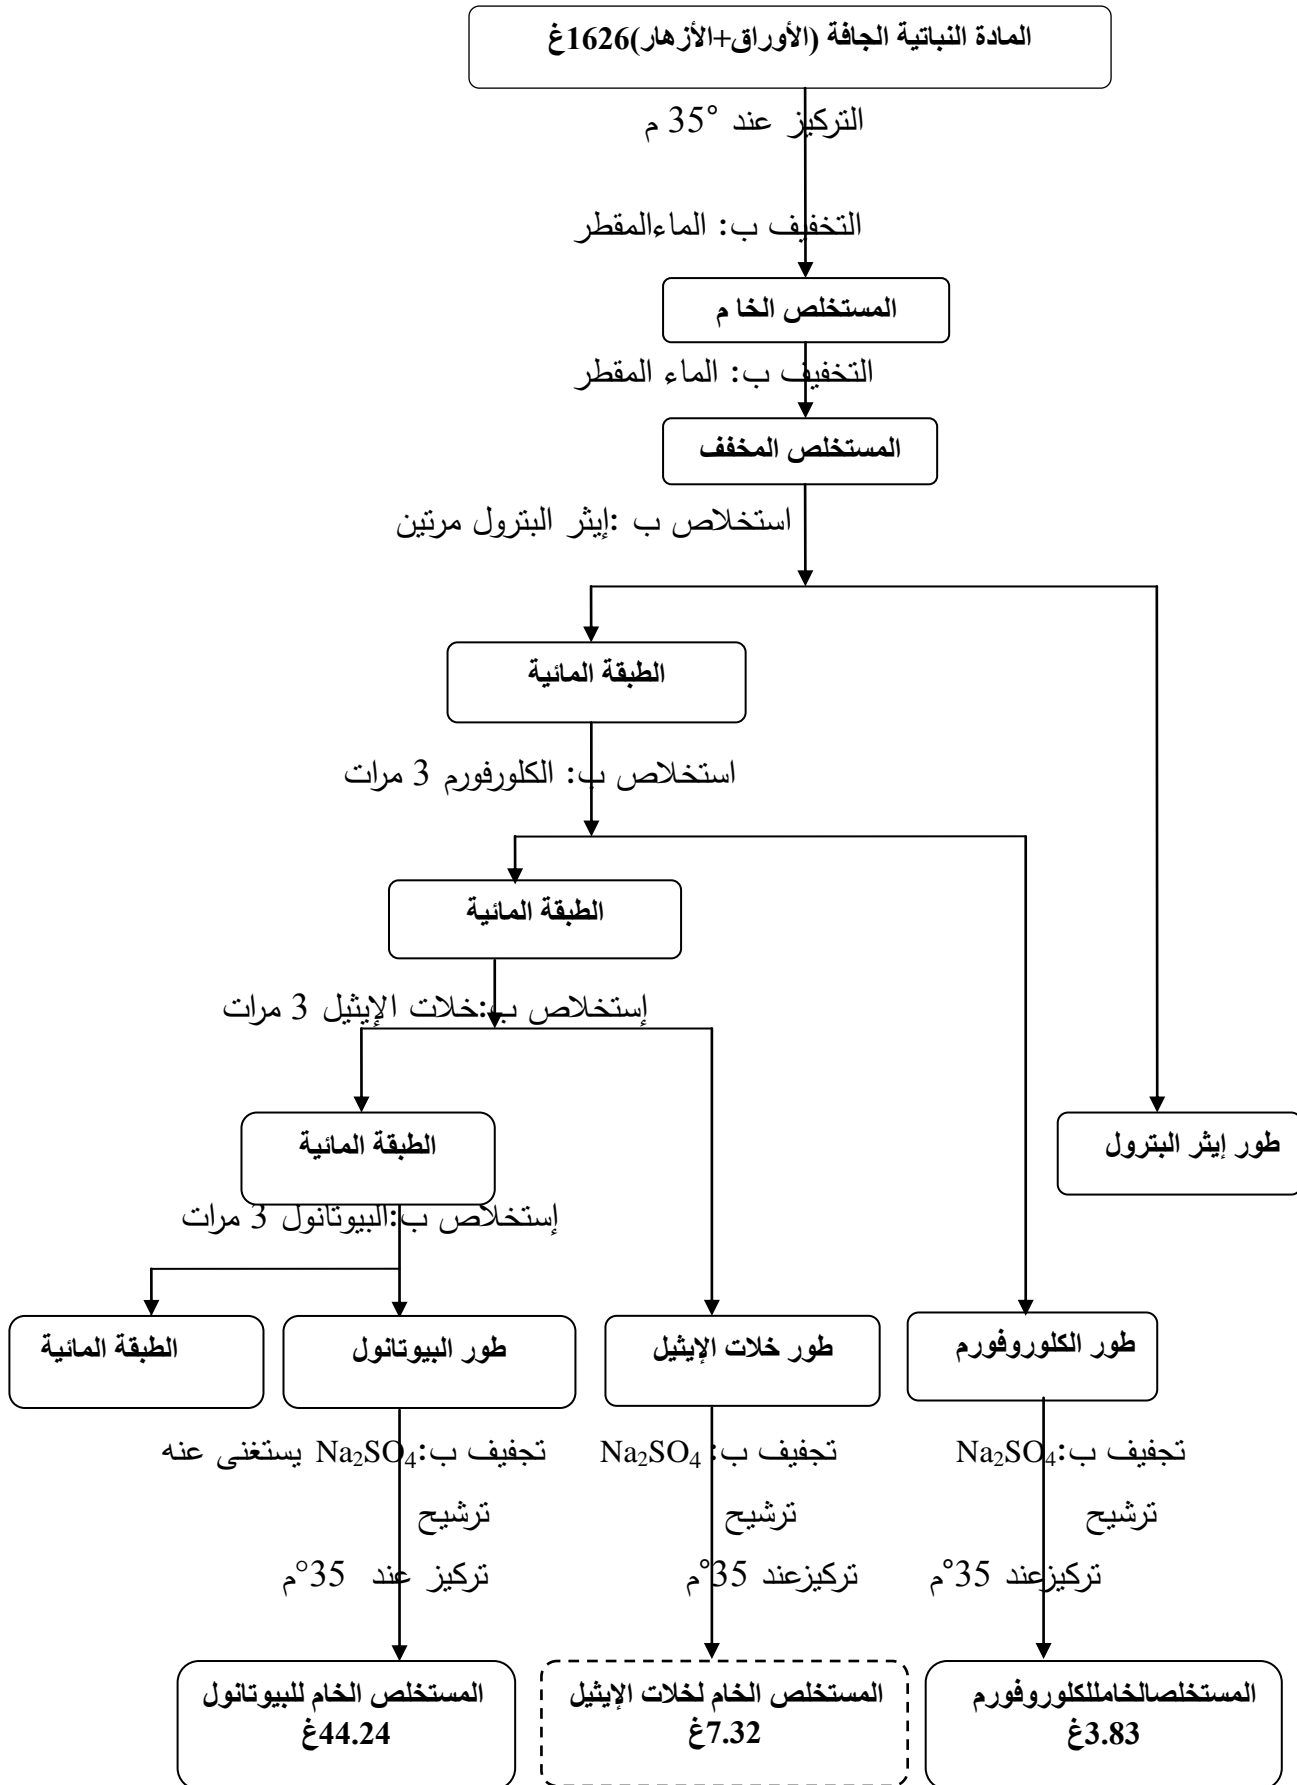 المادة النباتية الجافة (الأوراق+الأزهار)1626غ
التركيز عند °35 م
التخفيف ب: الماءالمقطر
المستخلص الخا م
التخفيف ب: الماء المقطر
المستخلص المخفف
استخلاص ب :إيثر البترول مرتين
الطبقة المائية
استخلاص ب: الكلورفورم 3 مرات
الطبقة المائية
إستخلاص ب:خلات الإيثيل 3 مرات
الطبقة المائية
طور إيثر البترول
إستخلاص ب:البيوتانول 3 مرات
طور الكلوروفورم
طور خلات الإيثيل
طور البيوتانول
الطبقة المائية
تجفيف ب:Na₂SO₄
ترشيح
تركيزعند 35°م
تجفيف ب: Na₂SO₄
ترشيح
تركيزعند 35°م
تجفيف ب:Na₂SO₄ يستغنى عنه
ترشيح
تركيز عند 35°م
المستخلصالخامللكلوروفورم
3.83غ
المستخلص الخام لخلات الإيثيل
7.32غ
المستخلص الخام للبيوتانول
44.24غ